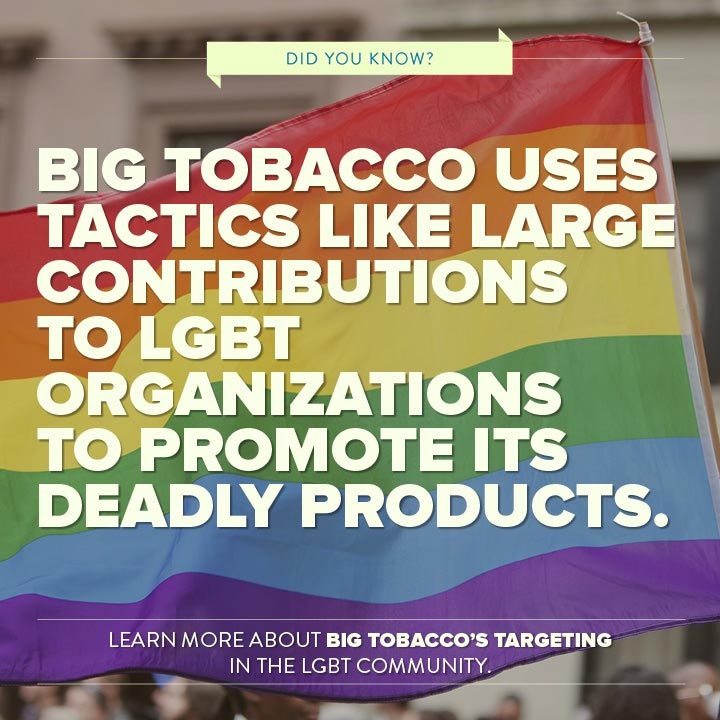 DID YOU KNOW?
BIG TOBACCO USES
TACTICS LIKE LARGE
CONTRIBUTIONS
TO LGBT
ORGANIZATIONS
TO PROMOTE ITS
DEADLY PRODUCTS.
LEARN MORE ABOUT BIG TOBACCO'S TARGETING
IN THE LGBT COMMUNITY.